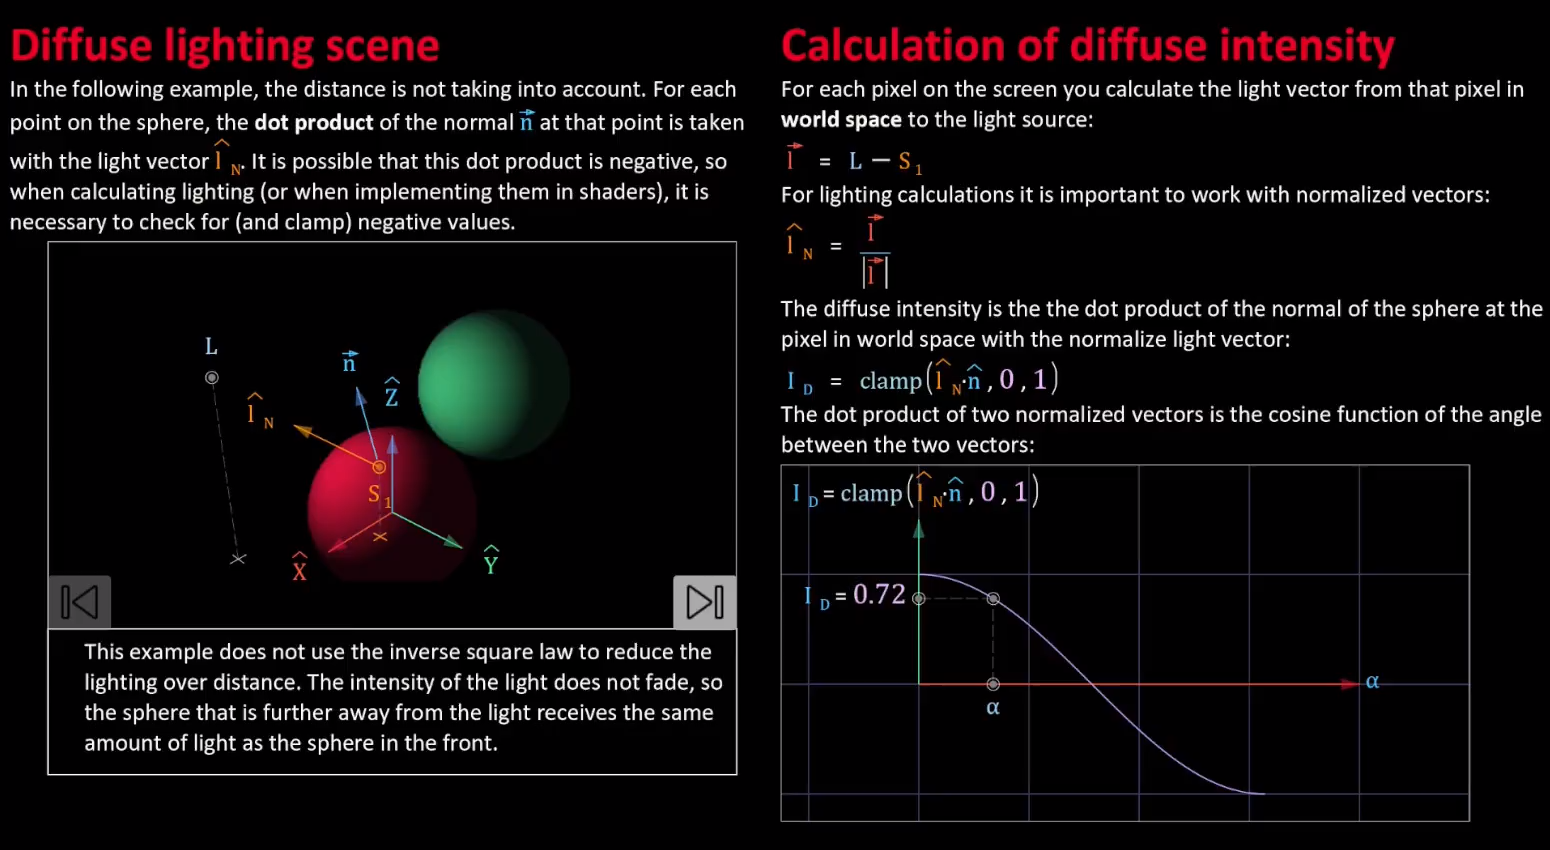 Diffuse lighting scene
In the following example, the distance is not taking into account. For each
point on the sphere, the dot product of the normal n⃗ at that point is taken
with the light vector l̂ N. It is possible that this dot product is negative, so
when calculating lighting (or when implementing them in shaders), it is
necessary to check for (and clamp) negative values.
L
n⃗
Ẑ
l̂ N
S 1
X̂
Ŷ
This example does not use the inverse square law to reduce the
lighting over distance. The intensity of the light does not fade, so
the sphere that is further away from the light receives the same
amount of light as the sphere in the front.
Calculation of diffuse intensity
For each pixel on the screen you calculate the light vector from that pixel in
world space to the light source:
l⃗ = L − S 1
For lighting calculations it is important to work with normalized vectors:
l̂ N = l⃗ / |l⃗|
The diffuse intensity is the the dot product of the normal of the sphere at the
pixel in world space with the normalize light vector:
I D = clamp(l̂ N·n̂ , 0 , 1)
The dot product of two normalized vectors is the cosine function of the angle
between the two vectors:
I D = clamp(l̂ N·n̂ , 0 , 1)
I D = 0.72
α
α